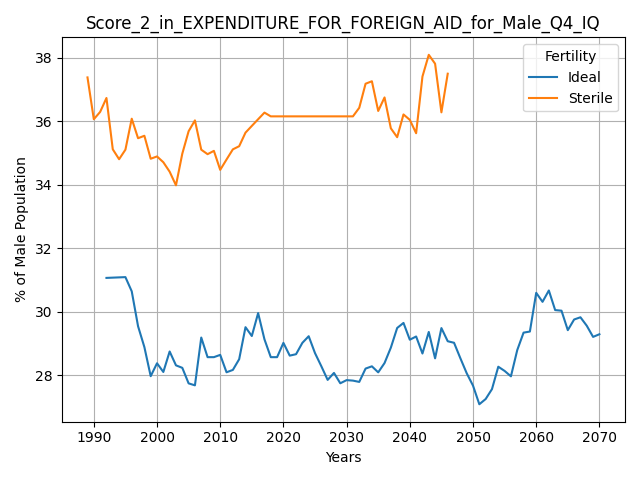 Score_2_in_EXPENDITURE_FOR_FOREIGN_AID_for_Male_Q4_IQ
Fertility
Ideal
Sterile
38
36
34
32
30
28
% of Male Population
1990
2000
2010
2020
2030
2040
2050
2060
2070
Years